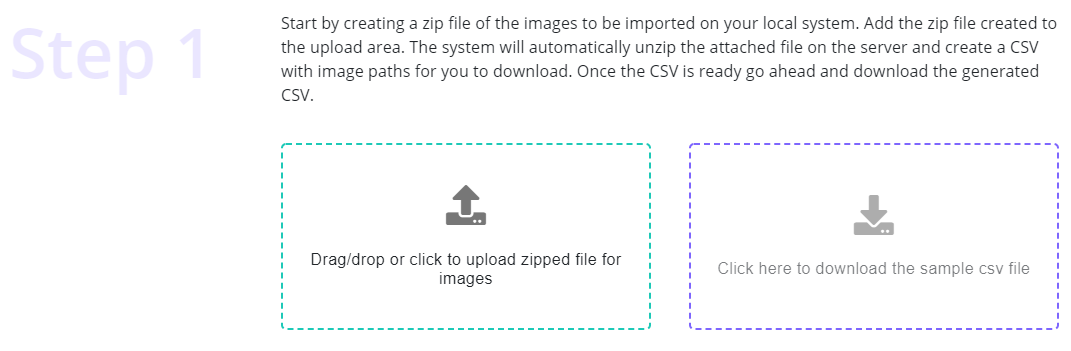 Step 1
Start by creating a zip file of the images to be imported on your local system. Add the zip file created to
the upload area. The system will automatically unzip the attached file on the server and create a CSV
with image paths for you to download. Once the CSV is ready go ahead and download the generated
CSV.
Drag/drop or click to upload zipped file for
images
Click here to download the sample csv file